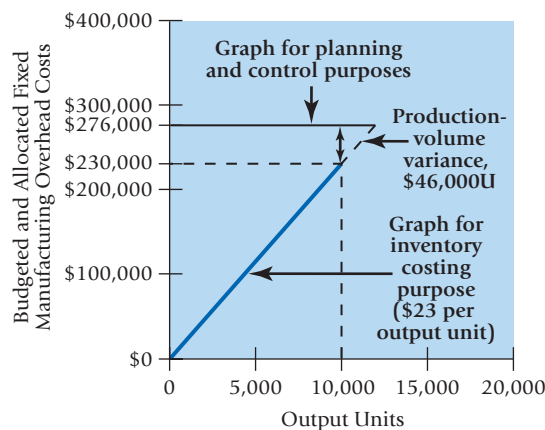 Budgeted and Allocated Fixed
Manufacturing Overhead Costs
$400,000
$300,000
$276,000
$230,000
$200,000
$100,000
$0
Graph for planning
and control purposes
Production-
volume
variance,
$46,000U
Graph for
inventory
costing
purpose
($23 per
output unit)
0 5,000 10,000 15,000 20,000
Output Units